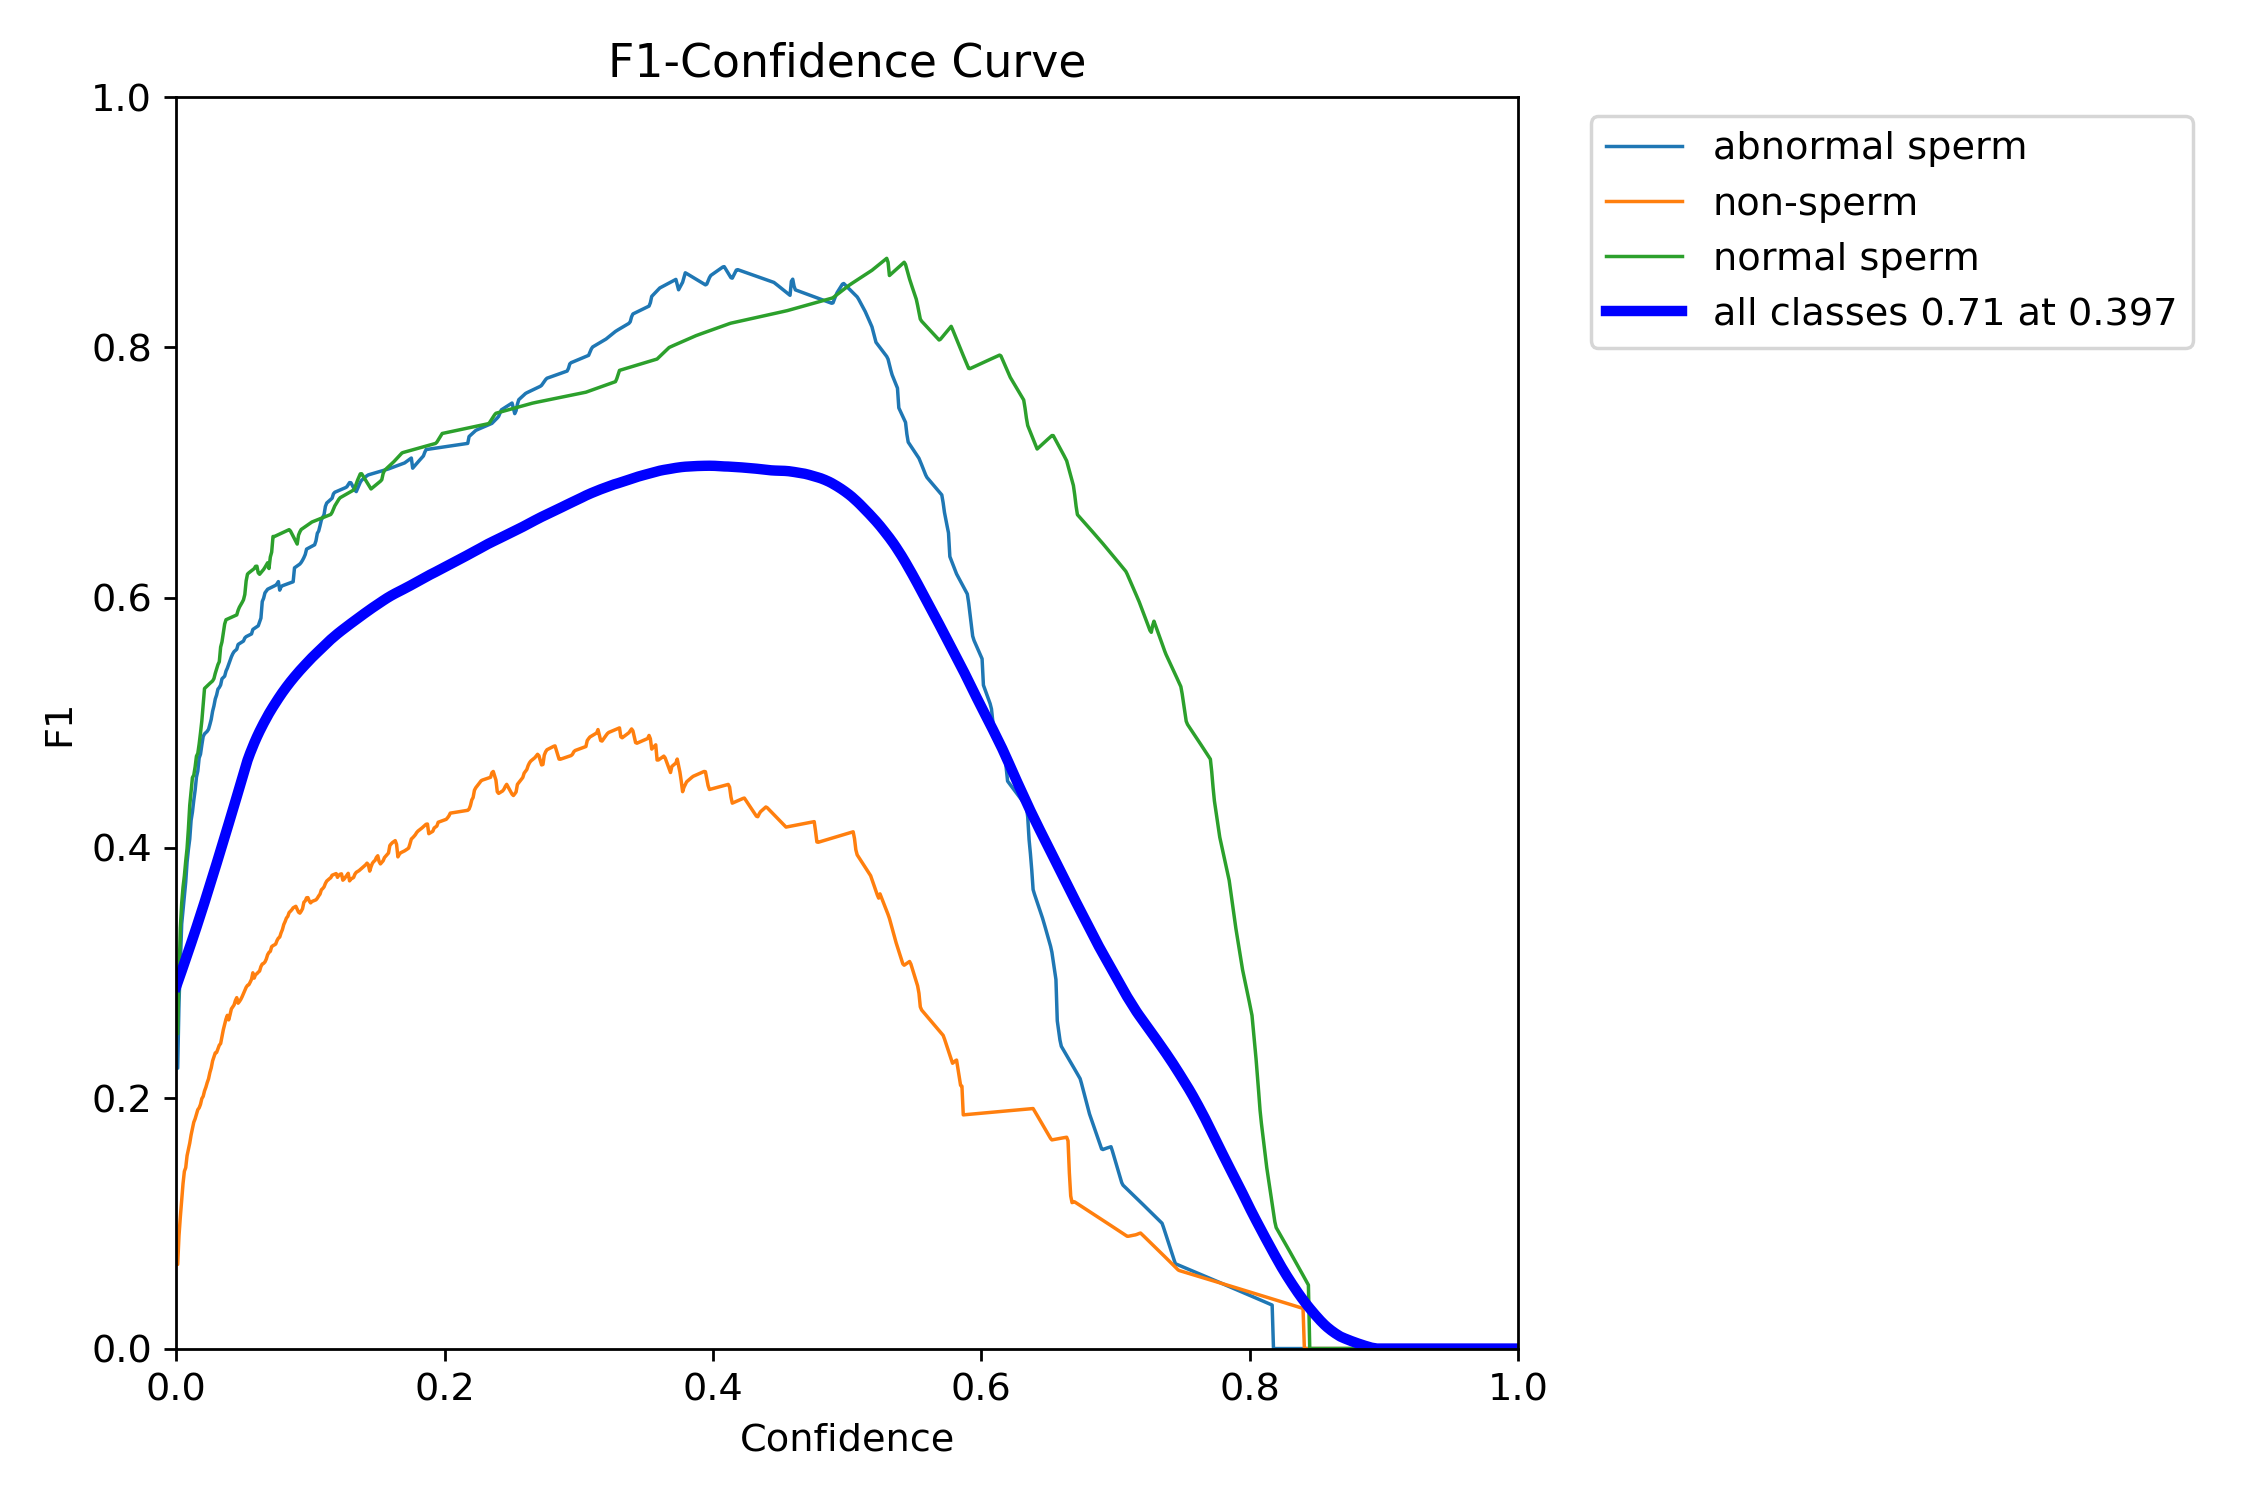 F1-Confidence Curve
1.0
0.8
0.6
0.4
0.2
0.0
F1
0.0 0.2 0.4 0.6 0.8 1.0
Confidence
abnormal sperm
non-sperm
normal sperm
all classes 0.71 at 0.397